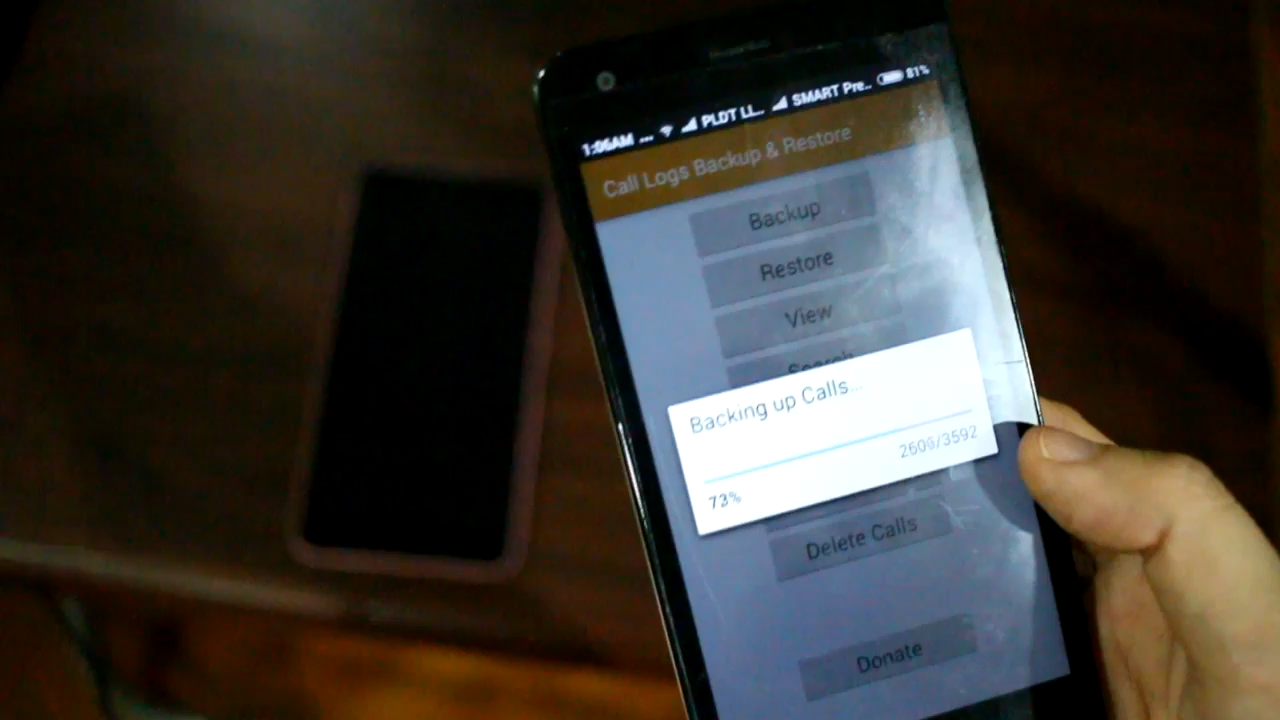 1:06AM ... PLDT LL.. SMART Pre.. 81%
Call Logs Backup & Restore
Backup
Restore
View
Search
Backing up Calls...
73% /3592
Delete Calls
Donate